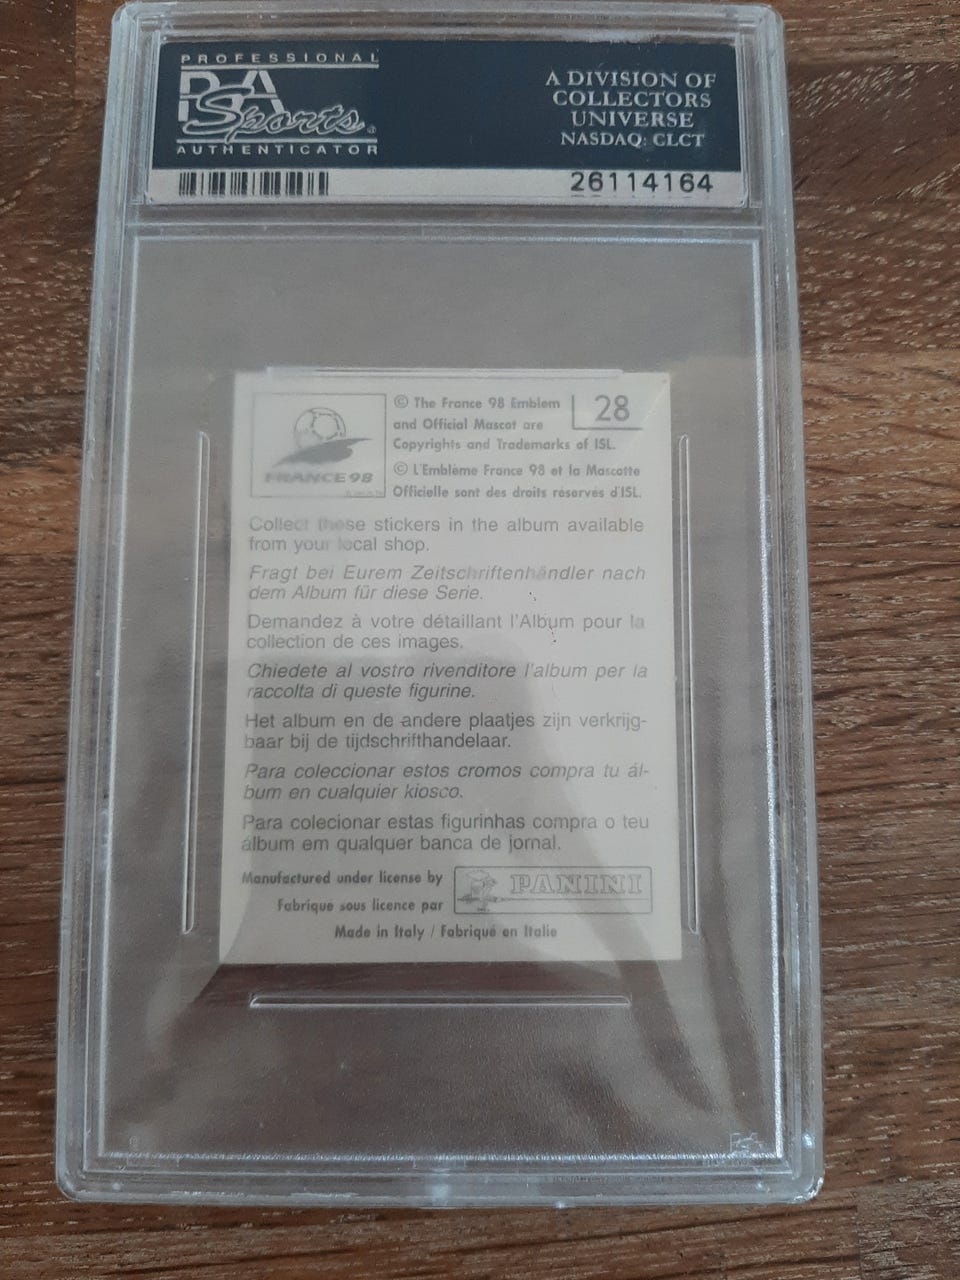 PROFESSIONAL
PSA
Sports
AUTHENTICATOR
A DIVISION OF
COLLECTORS
UNIVERSE
NASDAQ: CLCT
26114164
FRANCE 98
© The France 98 Emblem
and Official Mascot are
Copyrights and Trademarks of ISL.
28
© L'Emblème France 98 et la Mascotte
Officielle sont des droits réservés d'ISL.
Collect these stickers in the album available
from your local shop.
Fragt bei Eurem Zeitschriftenhändler nach
dem Album für diese Serie.
Demandez à votre détaillant l'Album pour la
collection de ces images.
Chiedete al vostro rivenditore l'album per la
raccolta di queste figurine.
Het album en de andere plaatjes zijn verkrijg-
baar bij de tijdschrifthandelaar.
Para coleccionar estos cromos compra tu ál-
bum en cualquier kiosco.
Para colecionar estas figurinhas compra o teu
álbum em qualquer banca de jornal.
Manufactured under license by
Fabrique sous licence par
PANINI
Made in Italy / Fabriqué en Italie